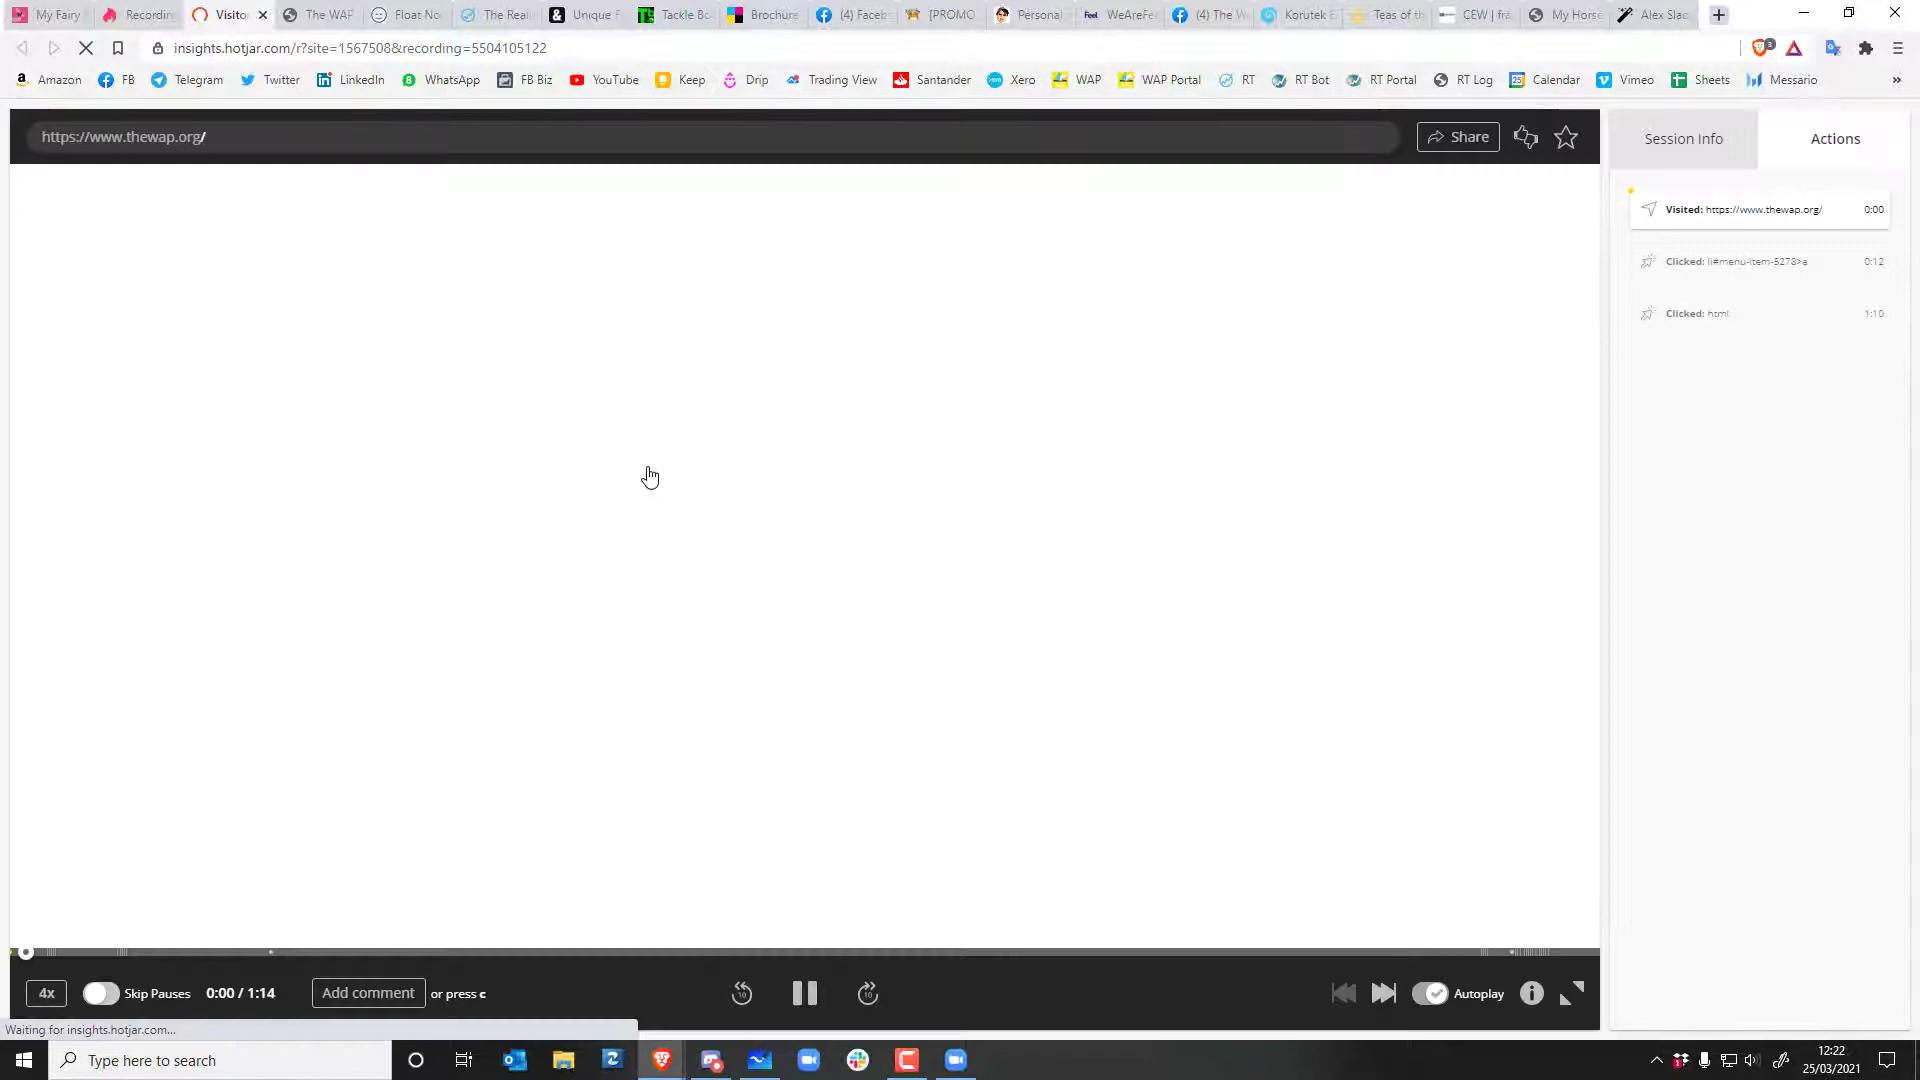 My Fairy
Recordin
Visito
The WAP
Float No
The Reali
Unique F
Tackle Bo
Brochure
(4) Faceb
[PROMO
Personal
WeAreFe
(4) The W
Korutek E
Teas of th
CEW | fra
My Horse
Alex Slac
insights.hotjar.com/r?site=1567508&recording=5504105122
Amazon FB Telegram Twitter LinkedIn WhatsApp FB Biz YouTube Keep Drip Trading View Santander Xero WAP WAP Portal RT RT Bot RT Portal RT Log Calendar Vimeo Sheets Messario »
https://www.thewap.org/
Share
Session Info Actions
Visited: https://www.thewap.org/ 0:00
Clicked: li#menu-item-5278>a 0:12
Clicked: html 1:10
4x Skip Pauses 0:00 / 1:14 Add comment or press c 10 10 Autoplay
Waiting for insights.hotjar.com...
Type here to search
12:22
25/03/2021